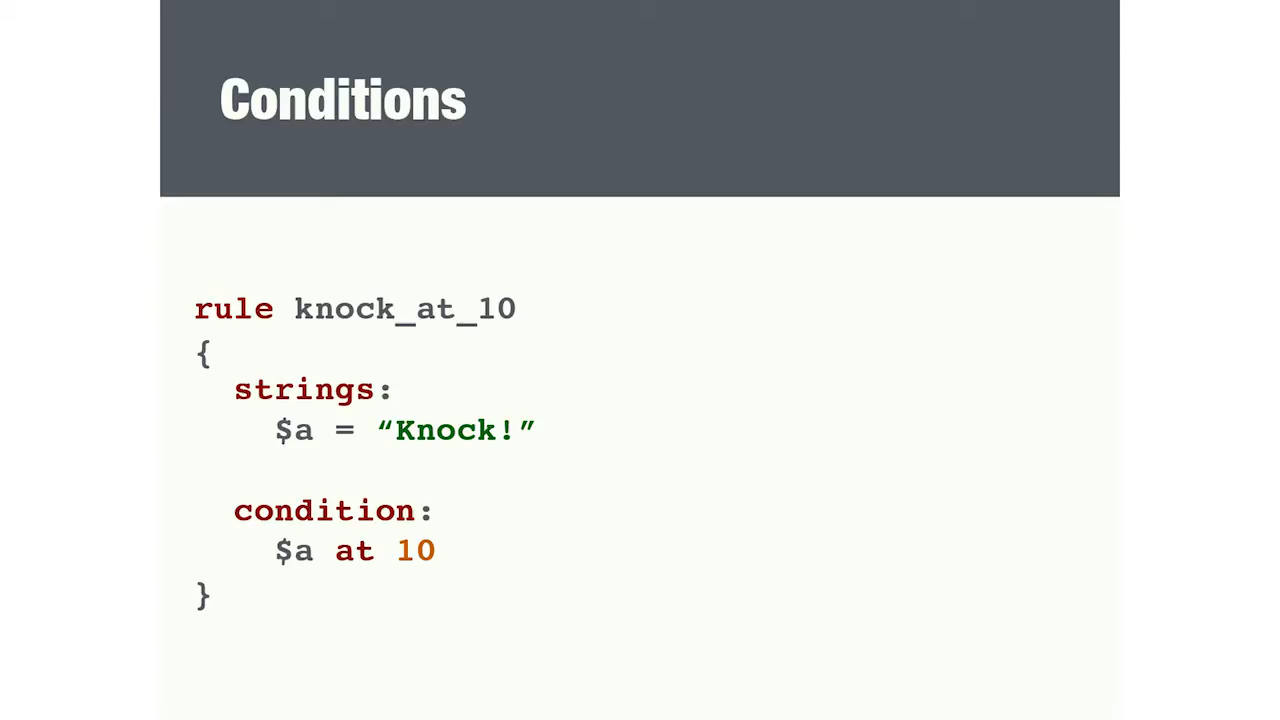 Conditions
rule knock_at_10
{
strings:
$a = “Knock!”
condition:
$a at 10
}